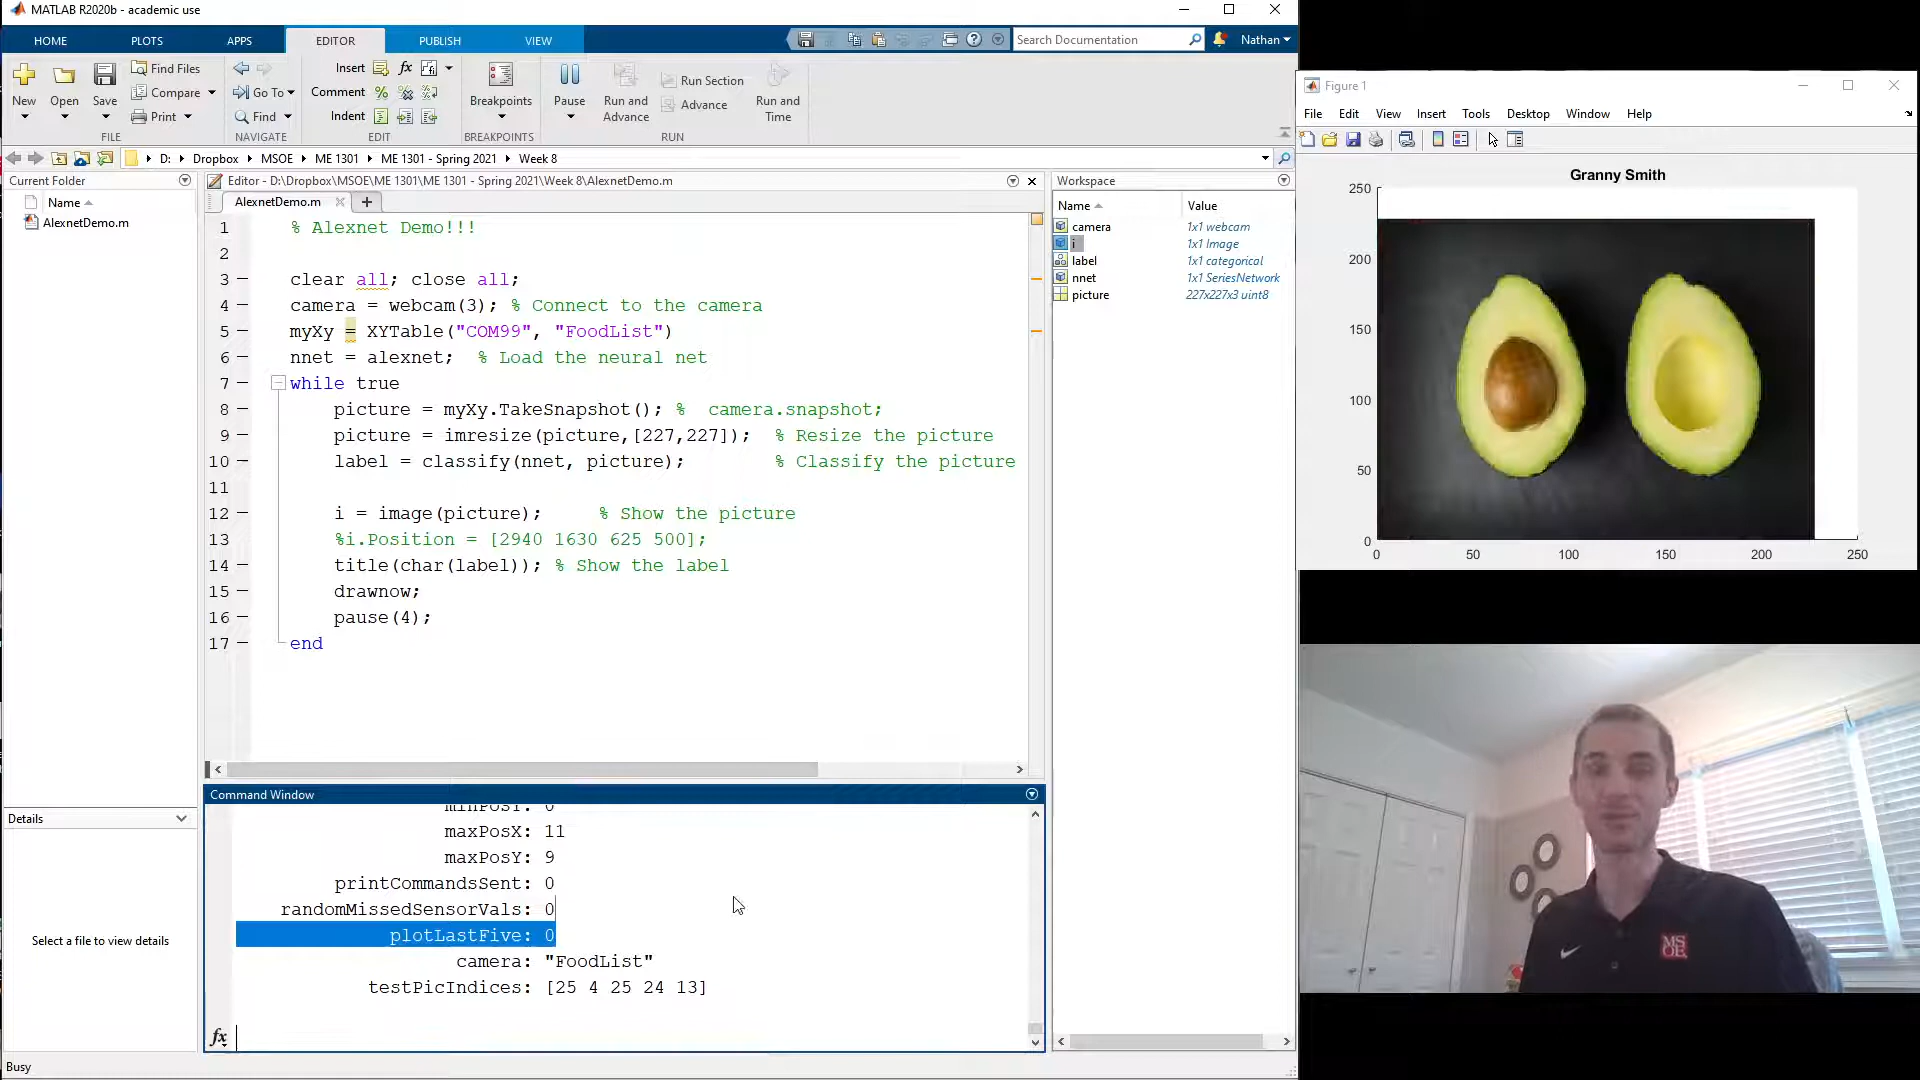 MATLAB R2020b - academic use
HOME PLOTS APPS EDITOR PUBLISH VIEW
Search Documentation
Nathan
New
Open
Save
Find Files
Compare
Print
FILE
Go To
Find
NAVIGATE
Insert fx
Comment % %
Indent
EDIT
Breakpoints
BREAKPOINTS
Pause
Run and
Advance
Run Section
Advance
Run and
Time
RUN
D: Dropbox MSOE ME 1301 ME 1301 - Spring 2021 Week 8
Current Folder
Name
AlexnetDemo.m
Details
Select a file to view details
Editor - D:\Dropbox\MSOE\ME 1301\ME 1301 - Spring 2021\Week 8\AlexnetDemo.m
AlexnetDemo.m
1 % Alexnet Demo!!!
2
3 clear all; close all;
4 camera = webcam(3); % Connect to the camera
5 myXy = XYTable("COM99", "FoodList")
6 nnet = alexnet; % Load the neural net
7 while true
8 picture = myXy.TakeSnapshot(); % camera.snapshot;
9 picture = imresize(picture,[227,227]); % Resize the picture
10 label = classify(nnet, picture); % Classify the picture
11
12 i = image(picture); % Show the picture
13 %i.Position = [2940 1630 625 500];
14 title(char(label)); % Show the label
15 drawnow;
16 pause(4);
17 end
Command Window
minPosY: 0
maxPosX: 11
maxPosY: 9
printCommandsSent: 0
randomMissedSensorVals: 0
plotLastFive: 0
camera: "FoodList"
testPicIndices: [25 4 25 24 13]
fx
Busy
Workspace
Name Value
camera 1x1 webcam
i 1x1 Image
label 1x1 categorical
nnet 1x1 SeriesNetwork
picture 227x227x3 uint8
Figure 1
File Edit View Insert Tools Desktop Window Help
Granny Smith
250
200
150
100
50
0
0 50 100 150 200 250
MS
OE